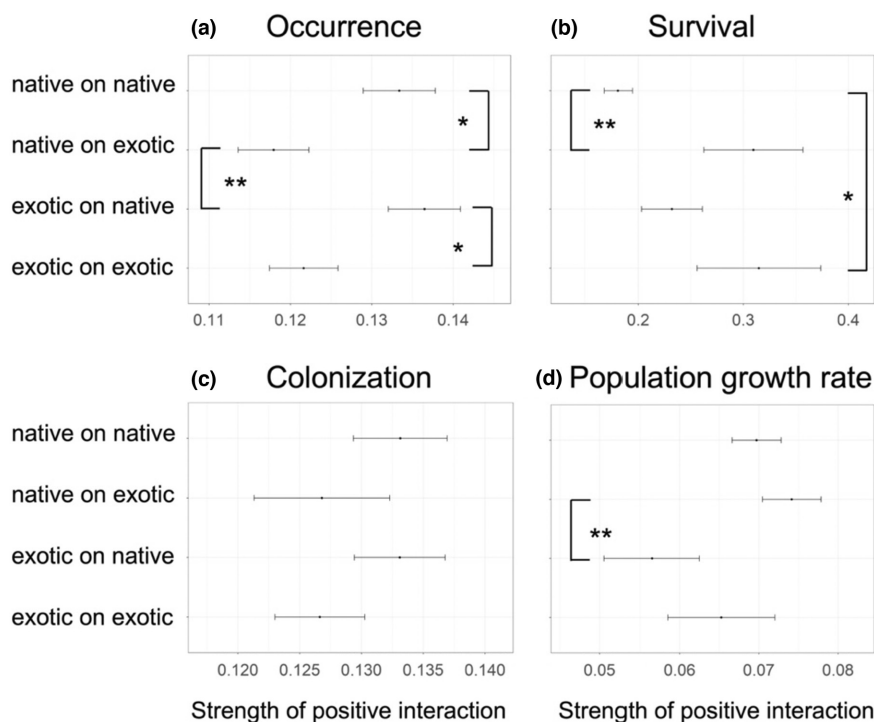 (a) Occurrence
(b) Survival
native on native
native on exotic
exotic on native
exotic on exotic
*
**
*
**
*
0.11 0.12 0.13 0.14
0.2 0.3 0.4
(c) Colonization
(d) Population growth rate
native on native
native on exotic
exotic on native
exotic on exotic
**
0.120 0.125 0.130 0.135 0.140
0.05 0.06 0.07 0.08
Strength of positive interaction
Strength of positive interaction